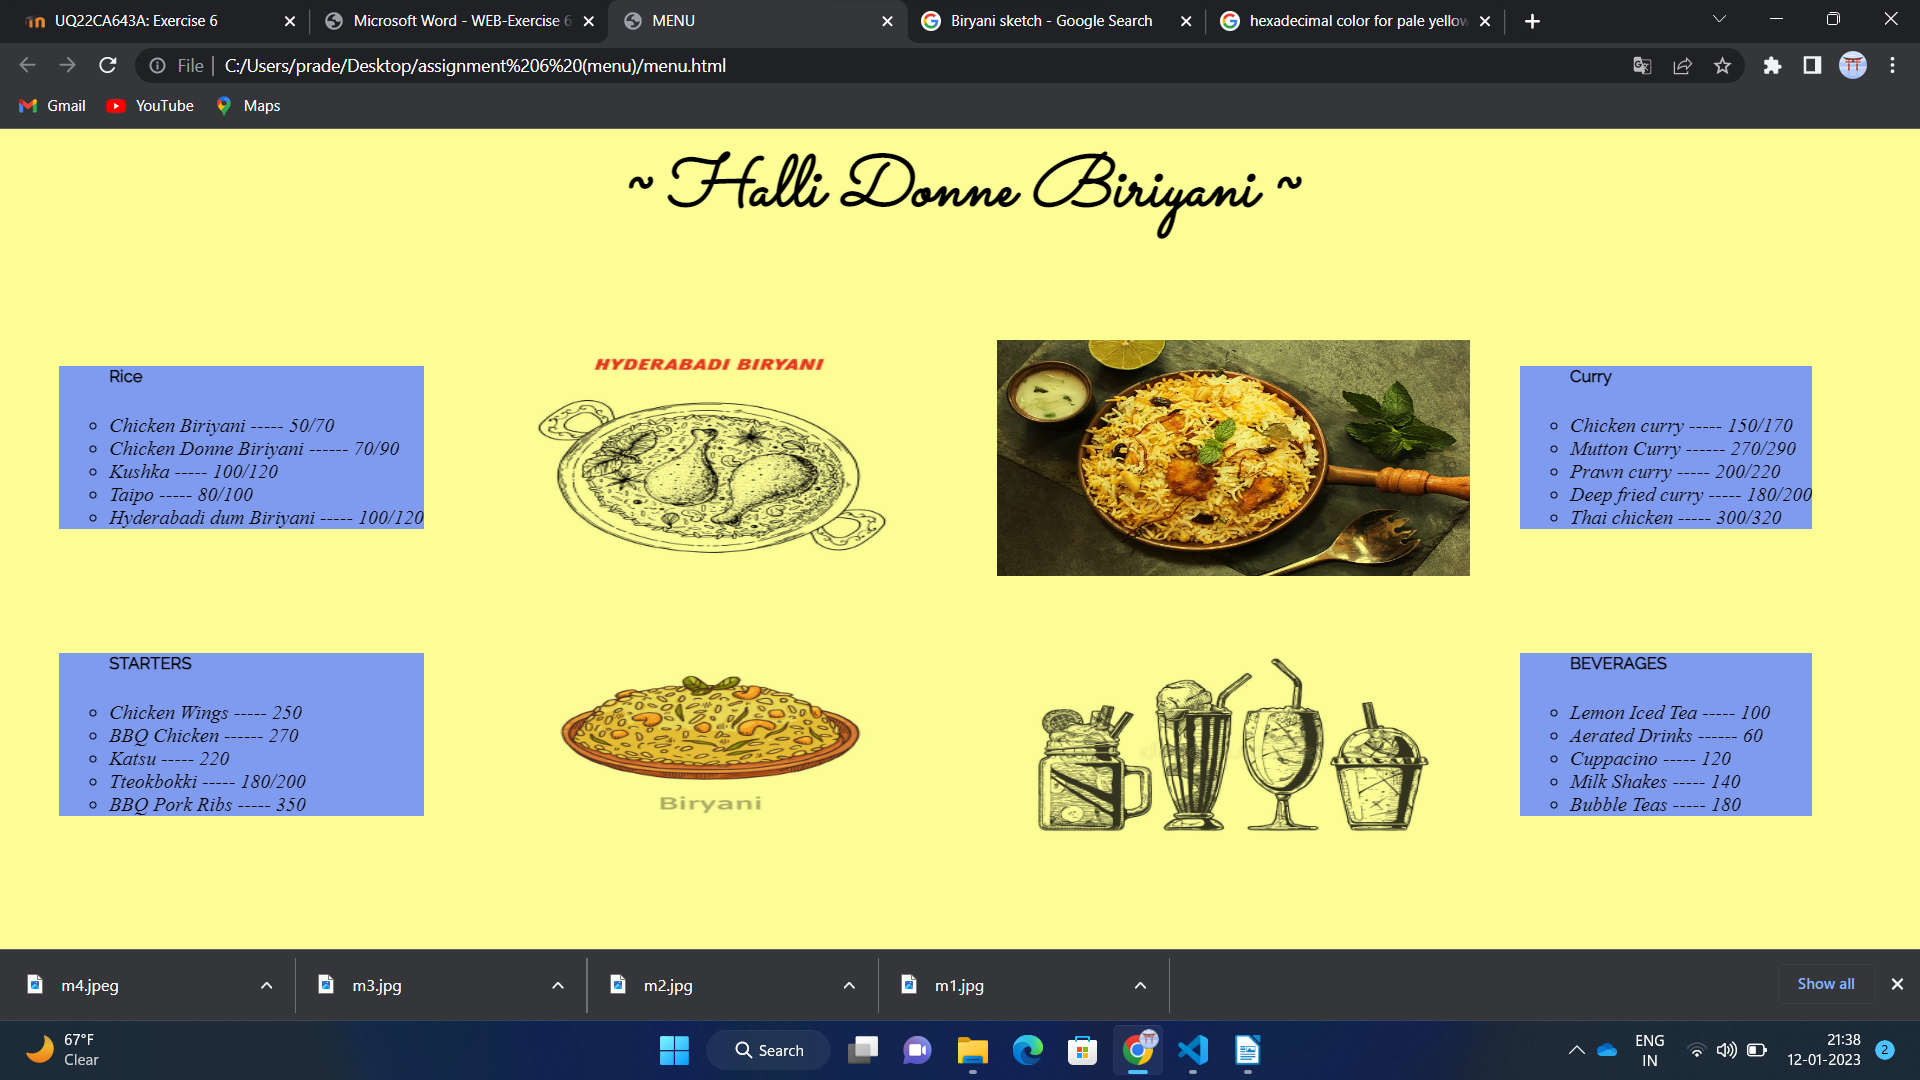 UQ22CA643A: Exercise 6
Microsoft Word - WEB-Exercise 6
MENU
Biryani sketch - Google Search
hexadecimal color for pale yellow
File
C:/Users/prade/Desktop/assignment%206%20(menu)/menu.html
Gmail
YouTube
Maps
~ Halli Donne Biriyani ~
Rice
Chicken Biriyani ----- 50/70
Chicken Donne Biriyani ------ 70/90
Kushka ----- 100/120
Taipo ----- 80/100
Hyderabadi dum Biriyani ----- 100/120
HYDERABADI BIRYANI
Curry
Chicken curry ----- 150/170
Mutton Curry ------ 270/290
Prawn curry ----- 200/220
Deep fried curry ----- 180/200
Thai chicken ----- 300/320
STARTERS
Chicken Wings ----- 250
BBQ Chicken ------ 270
Katsu ----- 220
Tteokbokki ----- 180/200
BBQ Pork Ribs ----- 350
Biryani
BEVERAGES
Lemon Iced Tea ----- 100
Aerated Drinks ------ 60
Cuppacino ----- 120
Milk Shakes ----- 140
Bubble Teas ----- 180
m4.jpeg
m3.jpg
m2.jpg
m1.jpg
Show all
67°F
Clear
Search
ENG
IN
21:38
12-01-2023
2